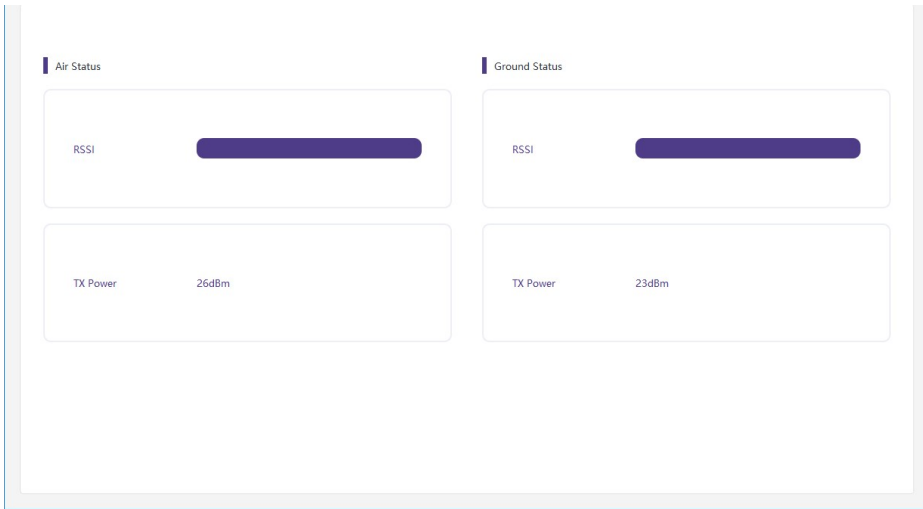 Air Status
Ground Status
RSSI
RSSI
TX Power 26dBm
TX Power 23dBm